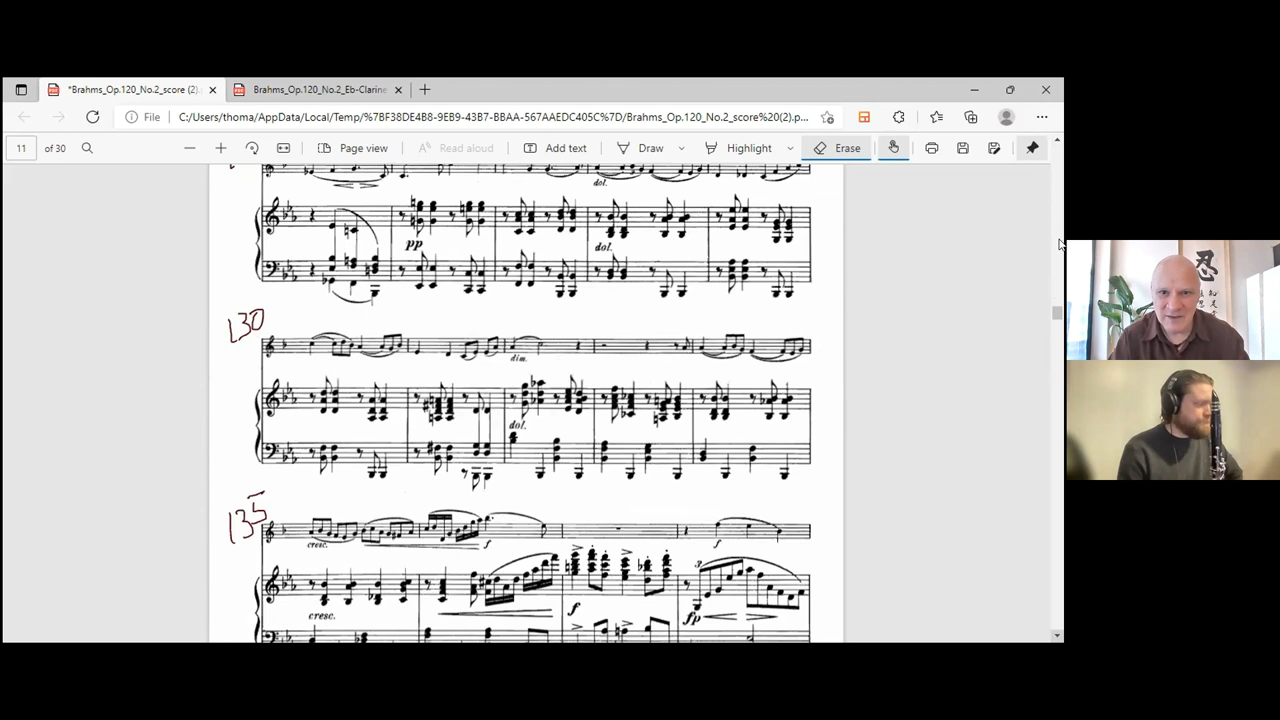 *Brahms_Op.120_No.2_score (2).p
Brahms_Op.120_No.2_Eb-Clarine
File
C:/Users/thoma/AppData/Local/Temp/%7BF38DE4B8-9EB9-43B7-BBAA-567AAEDC405C%7D/Brahms_Op.120_No.2_score%20(2).p...
11 of 30
Page view
Read aloud
Add text
Draw
Highlight
Erase
dol.
pp
dol.
130
dim.
dol.
135
cresc.
f
f
3
cresc.
f
fp
忍